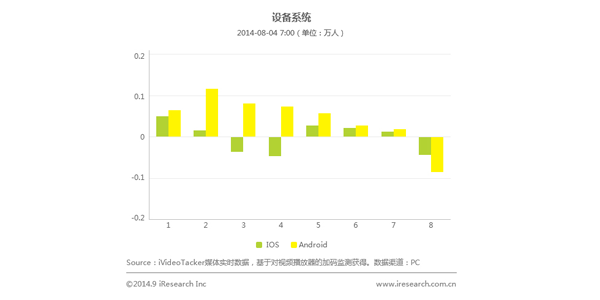 设备系统
2014-08-04 7:00 ( 单位：万人 )
0.2
0.1
0
-0.1
-0.2
1 2 3 4 5 6 7 8
IOS Android
Source：iVideoTacker媒体实时数据，基于对视频播放器的加码监测获得。数据渠道：PC
©2014.9 iResearch Inc www.iresearch.com.cn